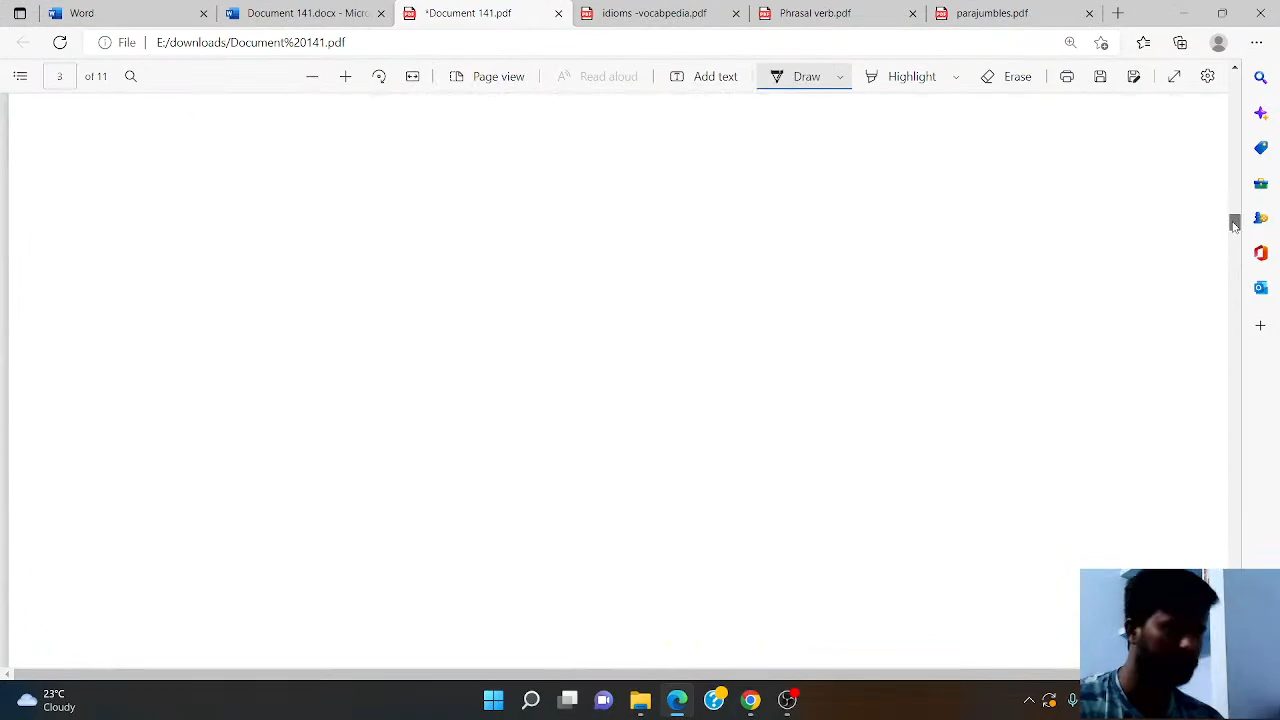 Word
Document 141.docx - Micro
*Document 141.pdf
idioms -vocabpedia.pdf
Phrasal verb.pdf
parajumbles.pdf
File
E:/downloads/Document%20141.pdf
3
of 11
Page view
Read aloud
Add text
Draw
Highlight
Erase
23°C
Cloudy